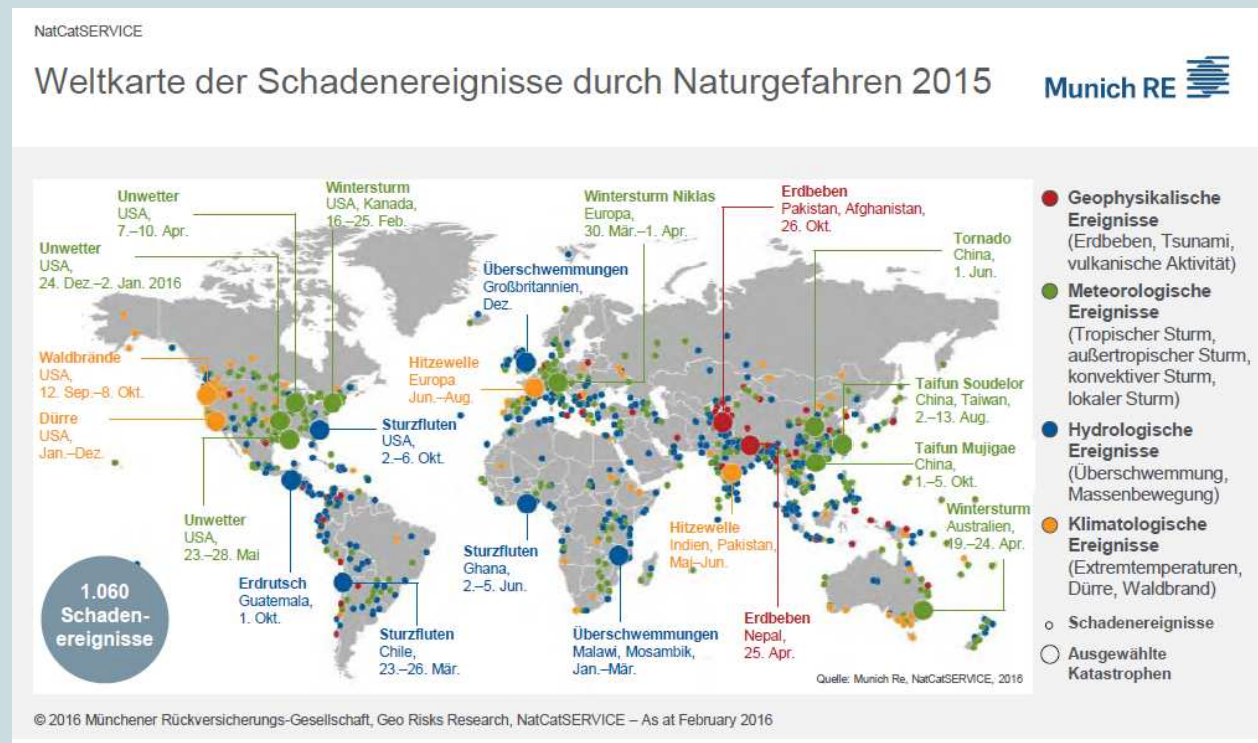 NatCatSERVICE
Weltkarte der Schadenereignisse durch Naturgefahren 2015
Munich RE
Unwetter
USA,
7.–10. Apr.
Wintersturm
USA, Kanada,
16.–25. Feb.
Wintersturm Niklas
Europa,
30. Mär.–1. Apr.
Erdbeben
Pakistan, Afghanistan,
26. Okt.
Tornado
China,
1. Jun.
Unwetter
USA,
24. Dez.–2. Jan. 2016
Überschwemmungen
Großbritannien,
Dez.
Waldbrände
USA,
12. Sep.–8. Okt.
Hitzewelle
Europa
Jun.–Aug.
Taifun Soudelor
China, Taiwan,
2.–13. Aug.
Dürre
USA,
Jan.–Dez.
Sturzfluten
USA,
2.–6. Okt.
Taifun Mujigae
China,
1.–5. Okt.
Unwetter
USA,
23.–28. Mai
Sturzfluten
Ghana,
2.–5. Jun.
Hitzewelle
Indien, Pakistan,
Mai–Jun.
Wintersturm
Australien,
19.–24. Apr.
Erdrutsch
Guatemala,
1. Okt.
Sturzfluten
Chile,
23.–26. Mär.
Überschwemmungen
Malawi, Mosambik,
Jan.–Mär.
Erdbeben
Nepal,
25. Apr.
1.060
Schaden-
ereignisse
Quelle: Munich Re, NatCatSERVICE, 2016
Geophysikalische
Ereignisse
(Erdbeben, Tsunami,
vulkanische Aktivität)
Meteorologische
Ereignisse
(Tropischer Sturm,
außertropischer Sturm,
konvektiver Sturm,
lokaler Sturm)
Hydrologische
Ereignisse
(Überschwemmung,
Massenbewegung)
Klimatologische
Ereignisse
(Extremtemperaturen,
Dürre, Waldbrand)
Schadenereignisse
Ausgewählte
Katastrophen
© 2016 Münchener Rückversicherungs-Gesellschaft, Geo Risks Research, NatCatSERVICE – As at February 2016